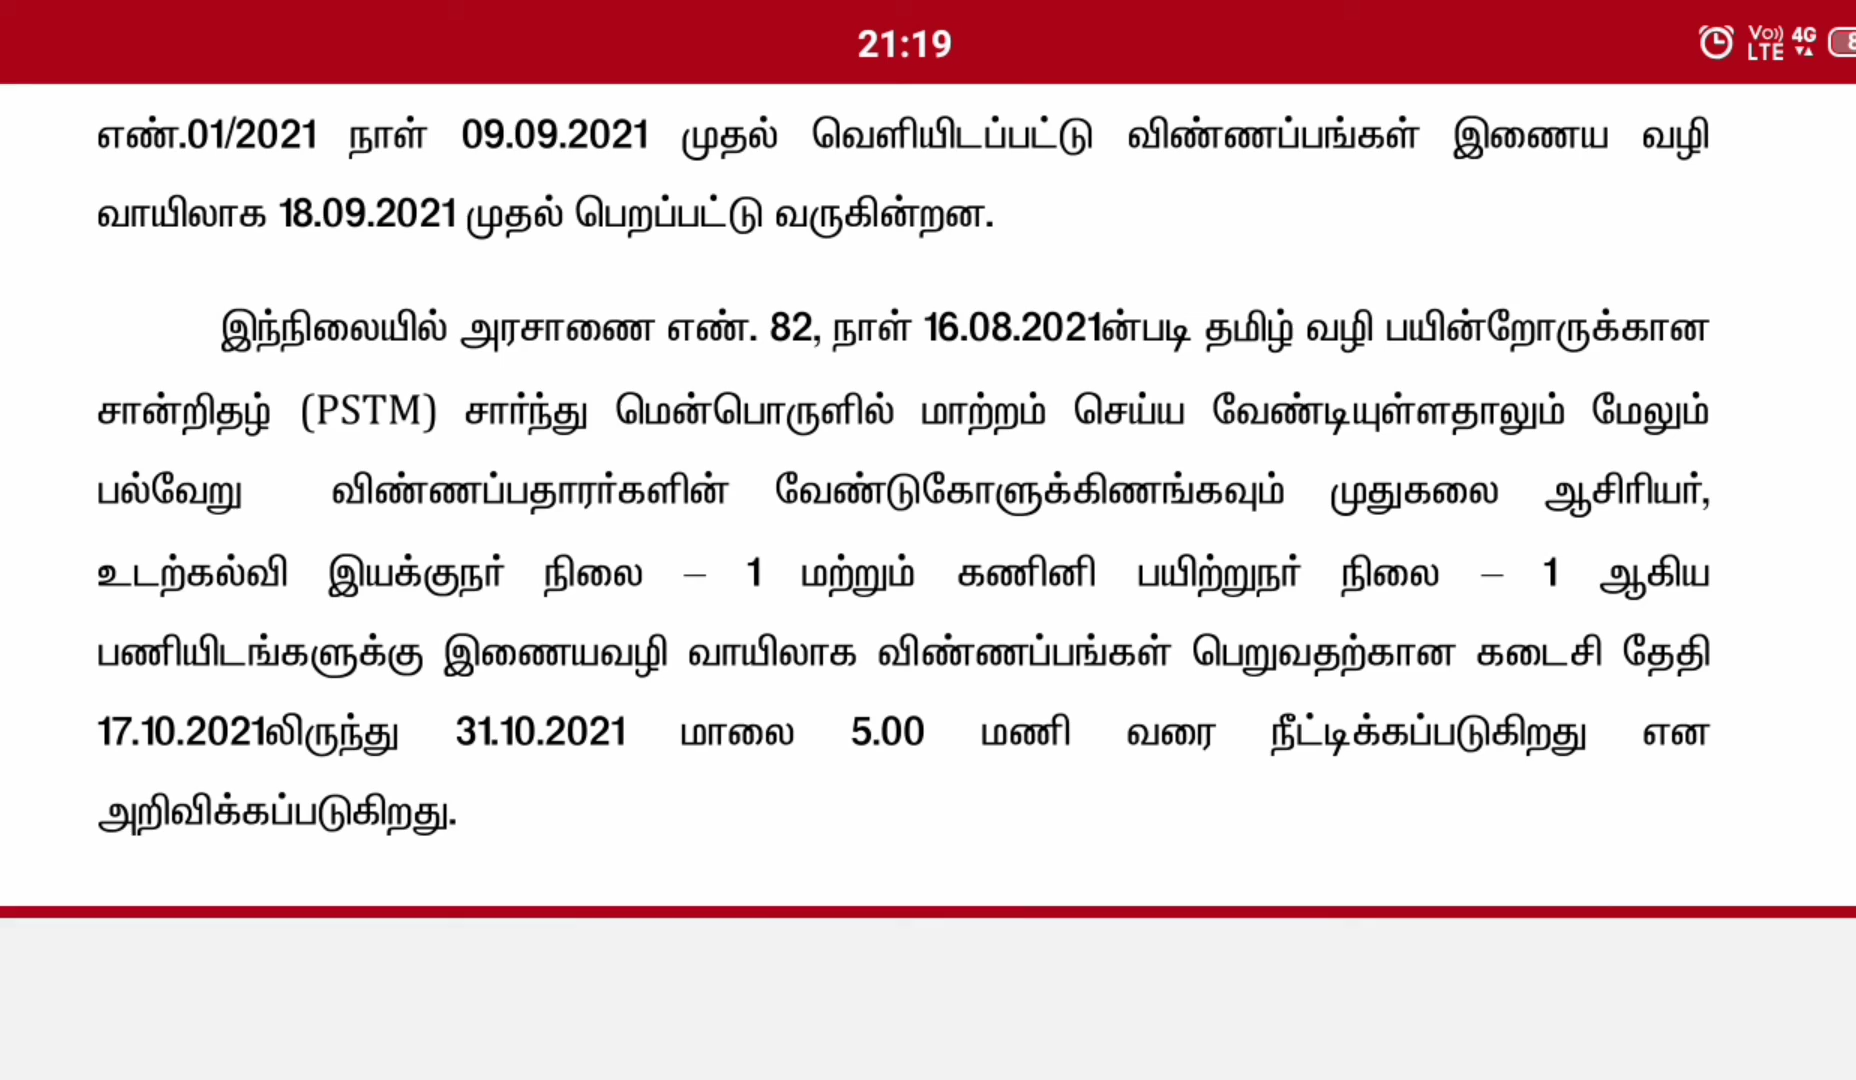 21:19
Vo)) LTE 4G 8
எண்.01/2021 நாள் 09.09.2021 முதல் வெளியிடப்பட்டு விண்ணப்பங்கள் இணைய வழி
வாயிலாக 18.09.2021 முதல் பெறப்பட்டு வருகின்றன.
இந்நிலையில் அரசாணை எண். 82, நாள் 16.08.2021ன்படி தமிழ் வழி பயின்றோருக்கான
சான்றிதழ் (PSTM) சார்ந்து மென்பொருளில் மாற்றம் செய்ய வேண்டியுள்ளதாலும் மேலும்
பல்வேறு விண்ணப்பதாரர்களின் வேண்டுகோளுக்கிணங்கவும் முதுகலை ஆசிரியர்,
உடற்கல்வி இயக்குநர் நிலை – 1 மற்றும் கணினி பயிற்றுநர் நிலை – 1 ஆகிய
பணியிடங்களுக்கு இணையவழி வாயிலாக விண்ணப்பங்கள் பெறுவதற்கான கடைசி தேதி
17.10.2021லிருந்து 31.10.2021 மாலை 5.00 மணி வரை நீட்டிக்கப்படுகிறது என
அறிவிக்கப்படுகிறது.